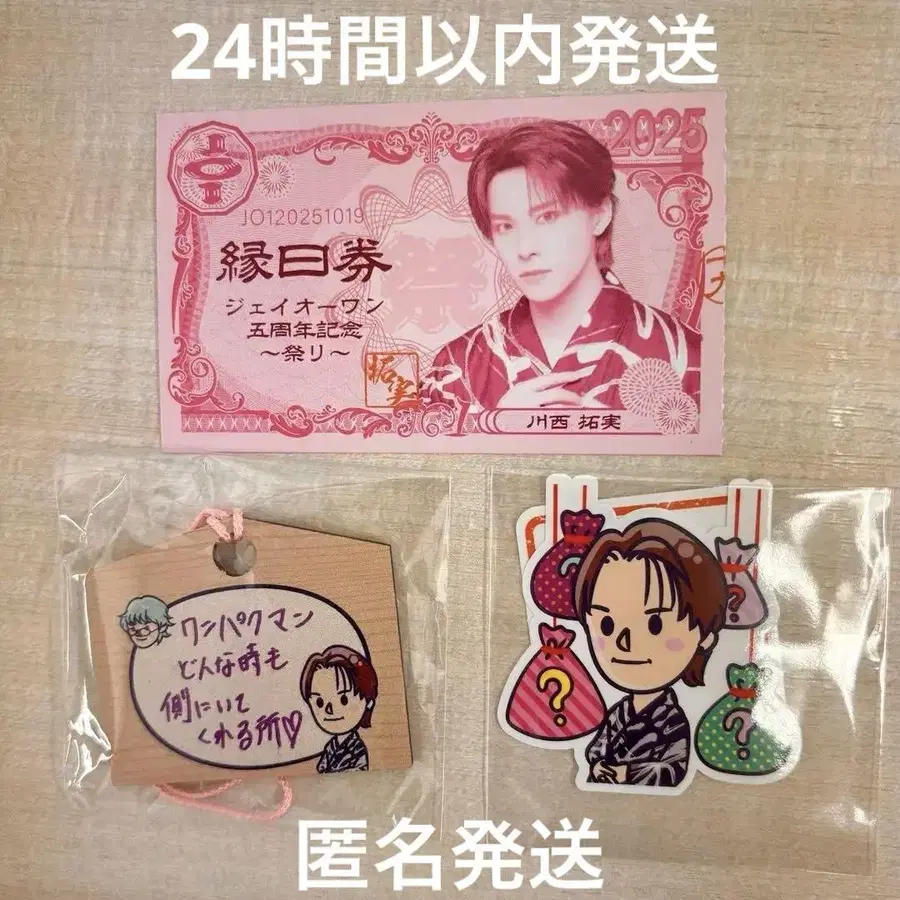 24時間以内発送
2025
JO120251019
縁日券
ジェイオーワン
五周年記念
〜祭り〜
祭
拓実
川西 拓実
XXXXXXX
ワンパクマン
どんな時も
側にいて
くれる所♡
?
?
?
?
匿名発送